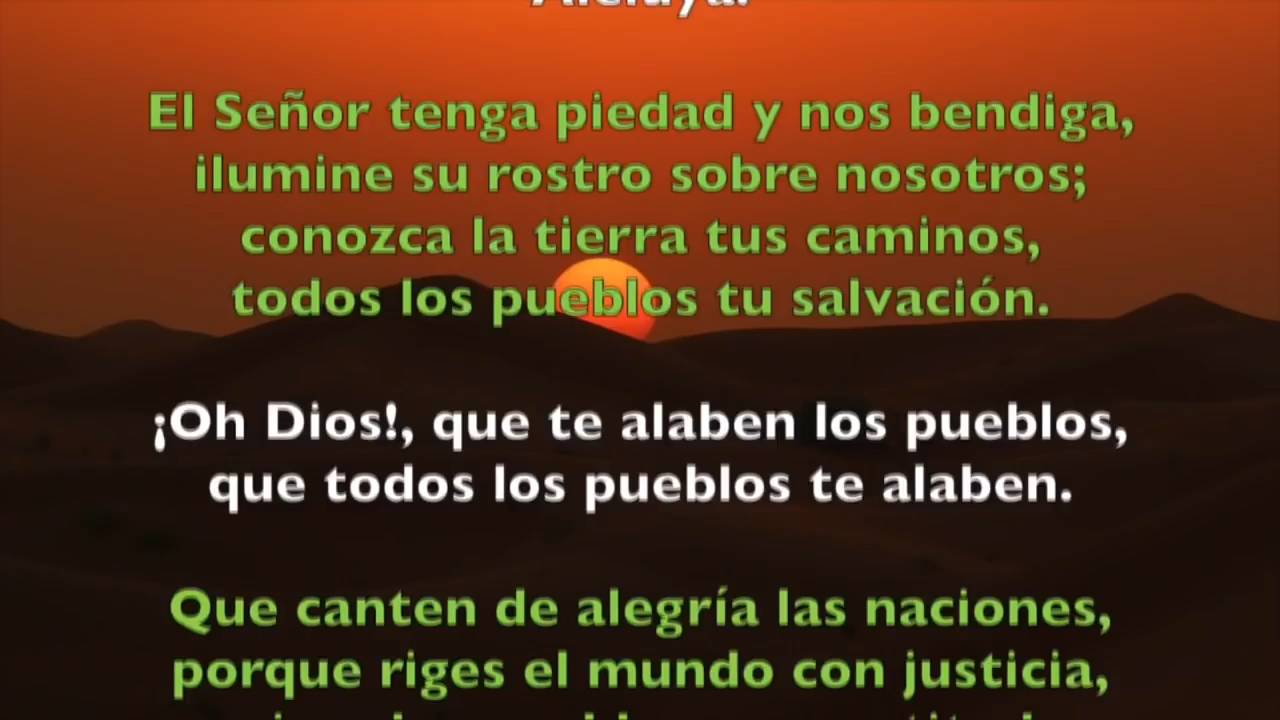 Aleluya.
El Señor tenga piedad y nos bendiga,
ilumine su rostro sobre nosotros;
conozca la tierra tus caminos,
todos los pueblos tu salvación.
¡Oh Dios!, que te alaben los pueblos,
que todos los pueblos te alaben.
Que canten de alegría las naciones,
porque riges el mundo con justicia,